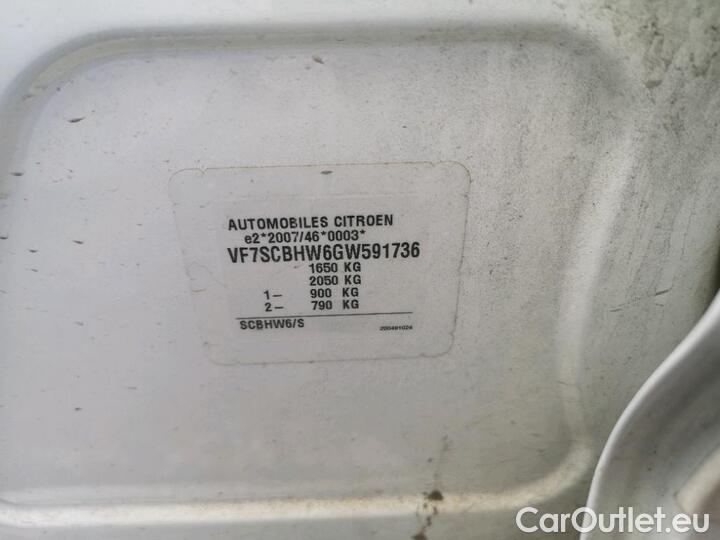 AUTOMOBILES CITROEN
e2*2007/46*0003*
VF7SCBHW6GW591736
1650 KG
2050 KG
1- 900 KG
2- 790 KG
SCBHW6/S 200491024
CarOutlet.eu